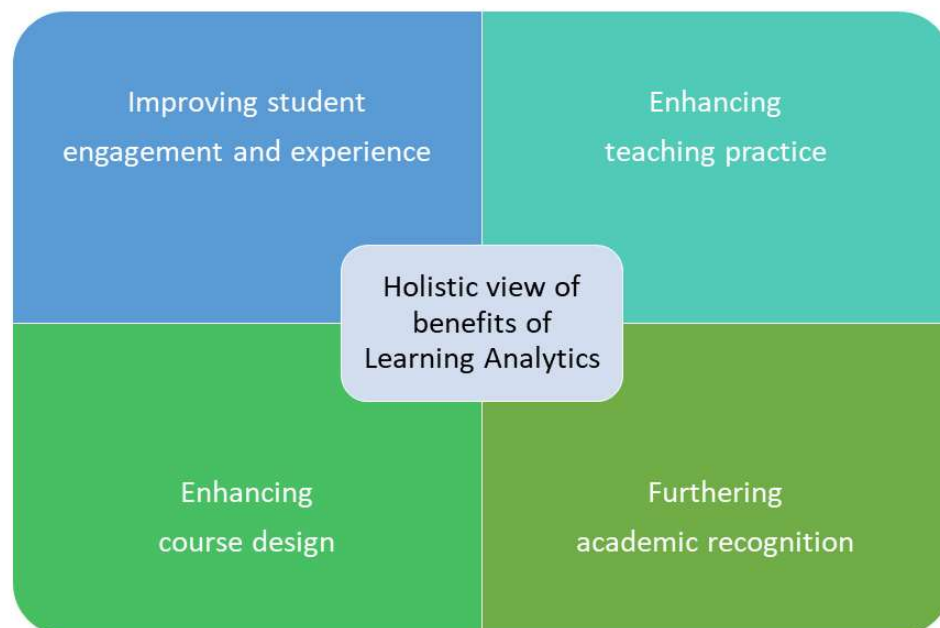 Improving student
engagement and experience
Enhancing
teaching practice
Holistic view of
benefits of
Learning Analytics
Enhancing
course design
Furthering
academic recognition